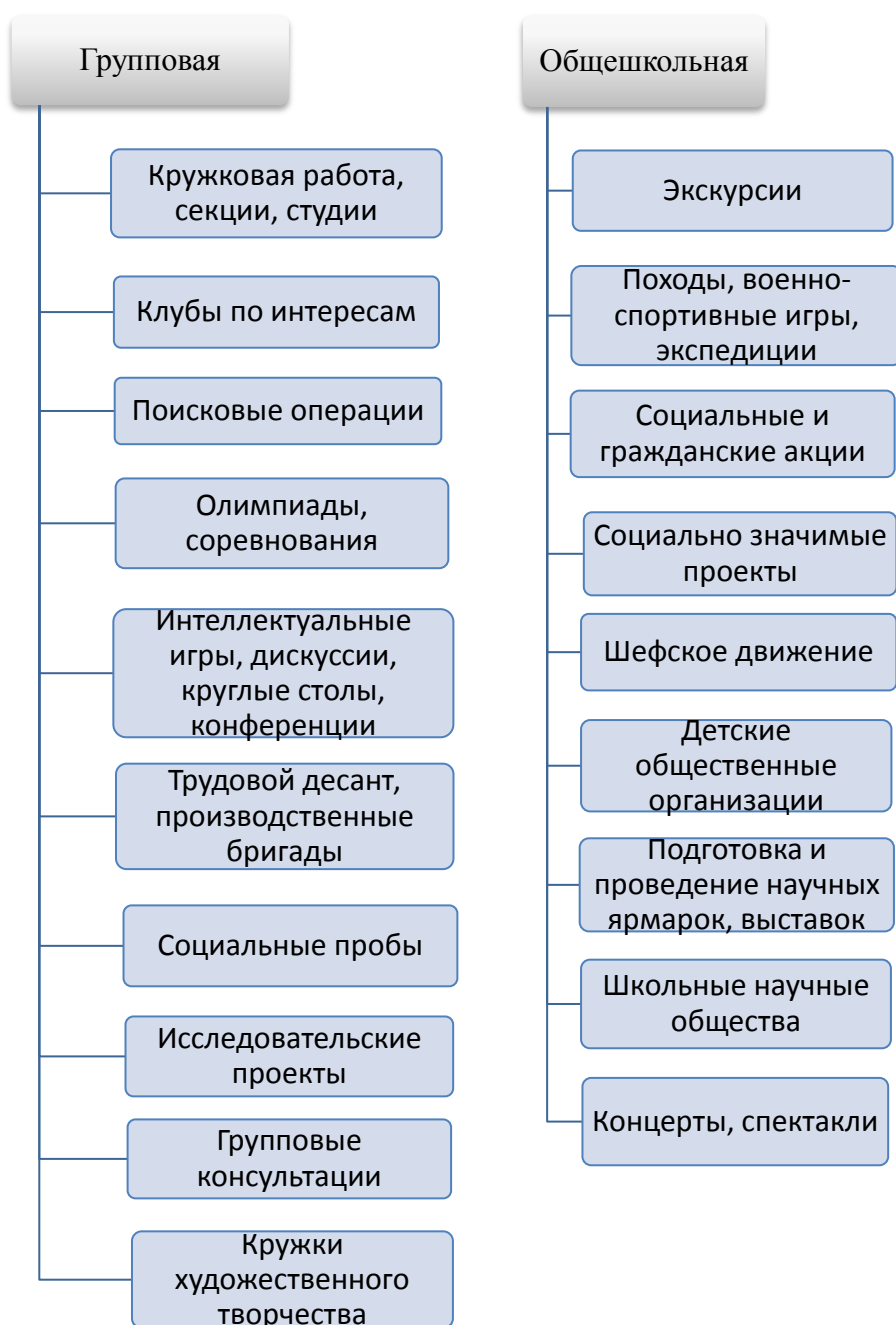 Групповая
Кружковая работа,
секции, студии
Клубы по интересам
Поисковые операции
Олимпиады,
соревнования
Интеллектуальные
игры, дискуссии,
круглые столы,
конференции
Трудовой десант,
производственные
бригады
Социальные пробы
Исследовательские
проекты
Групповые
консультации
Кружки
художественного
творчества
Общешкольная
Экскурсии
Походы, военно-
спортивные игры,
экспедиции
Социальные и
гражданские акции
Социально значимые
проекты
Шефское движение
Детские
общественные
организации
Подготовка и
проведение научных
ярмарок, выставок
Школьные научные
общества
Концерты, спектакли